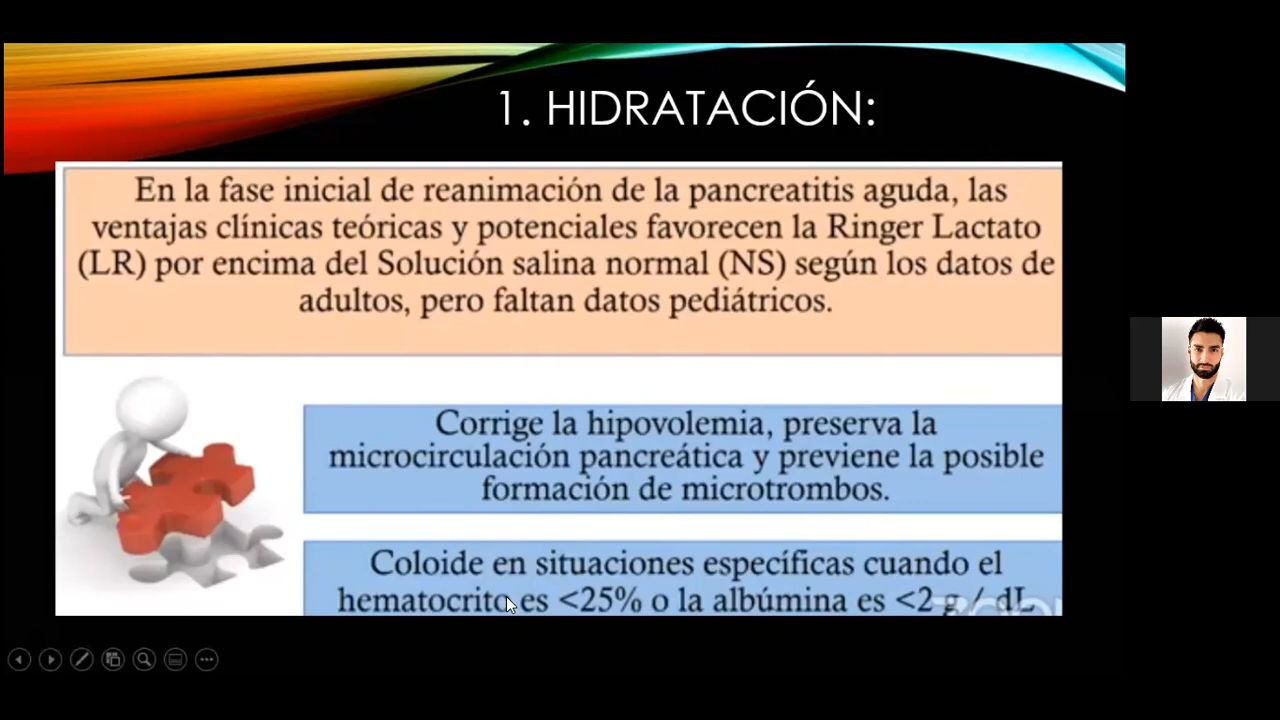 1. HIDRATACIÓN:
En la fase inicial de reanimación de la pancreatitis aguda, las
ventajas clínicas teóricas y potenciales favorecen la Ringer Lactato
(LR) por encima del Solución salina normal (NS) según los datos de
adultos, pero faltan datos pediátricos.
Corrige la hipovolemia, preserva la
microcirculación pancreática y previene la posible
formación de microtrombos.
Coloide en situaciones específicas cuando el
hematocrito es <25% o la albúmina es <2 g / dL